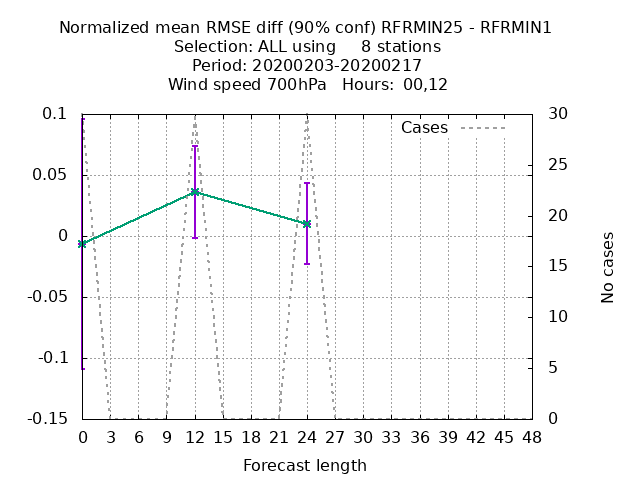 Normalized mean RMSE diff (90% conf) RFRMIN25 - RFRMIN1
Selection: ALL using     8 stations
Period: 20200203-20200217
Wind speed 700hPa   Hours:  00,12
Cases
0.1
0.05
0
-0.05
-0.1
-0.15
30
25
20
15
10
5
0
No cases
0 3 6 9 12 15 18 21 24 27 30 33 36 39 42 45 48
Forecast length